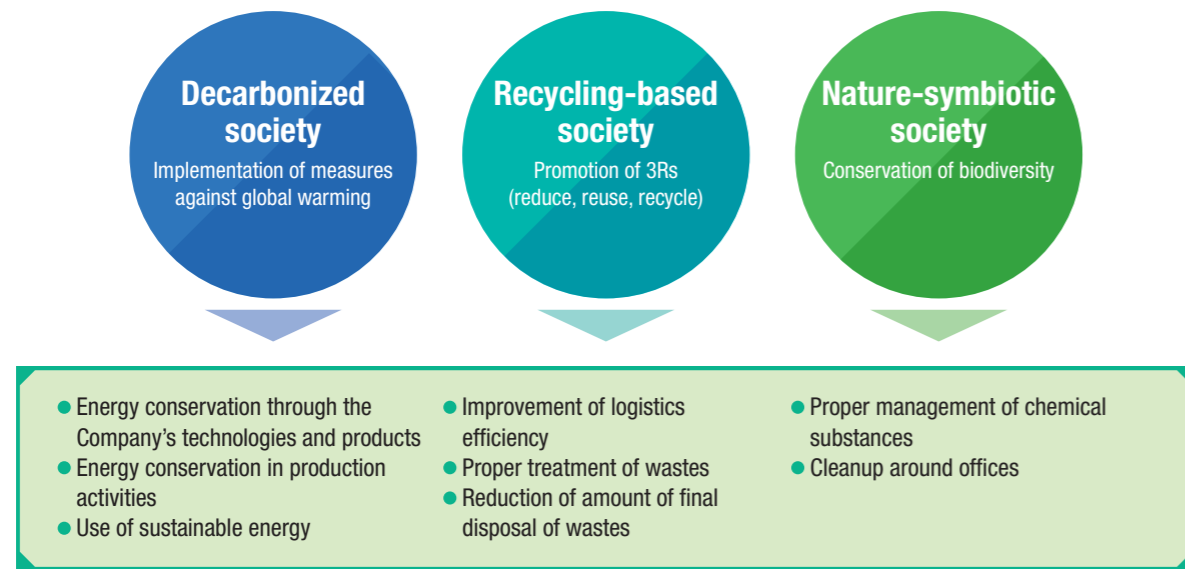 Decarbonized
society
Implementation of measures
against global warming
Recycling-based
society
Promotion of 3Rs
(reduce, reuse, recycle)
Nature-symbiotic
society
Conservation of biodiversity
● Energy conservation through the
Company’s technologies and products
● Energy conservation in production
activities
● Use of sustainable energy
● Improvement of logistics
efficiency
● Proper treatment of wastes
● Reduction of amount of final
disposal of wastes
● Proper management of chemical
substances
● Cleanup around offices